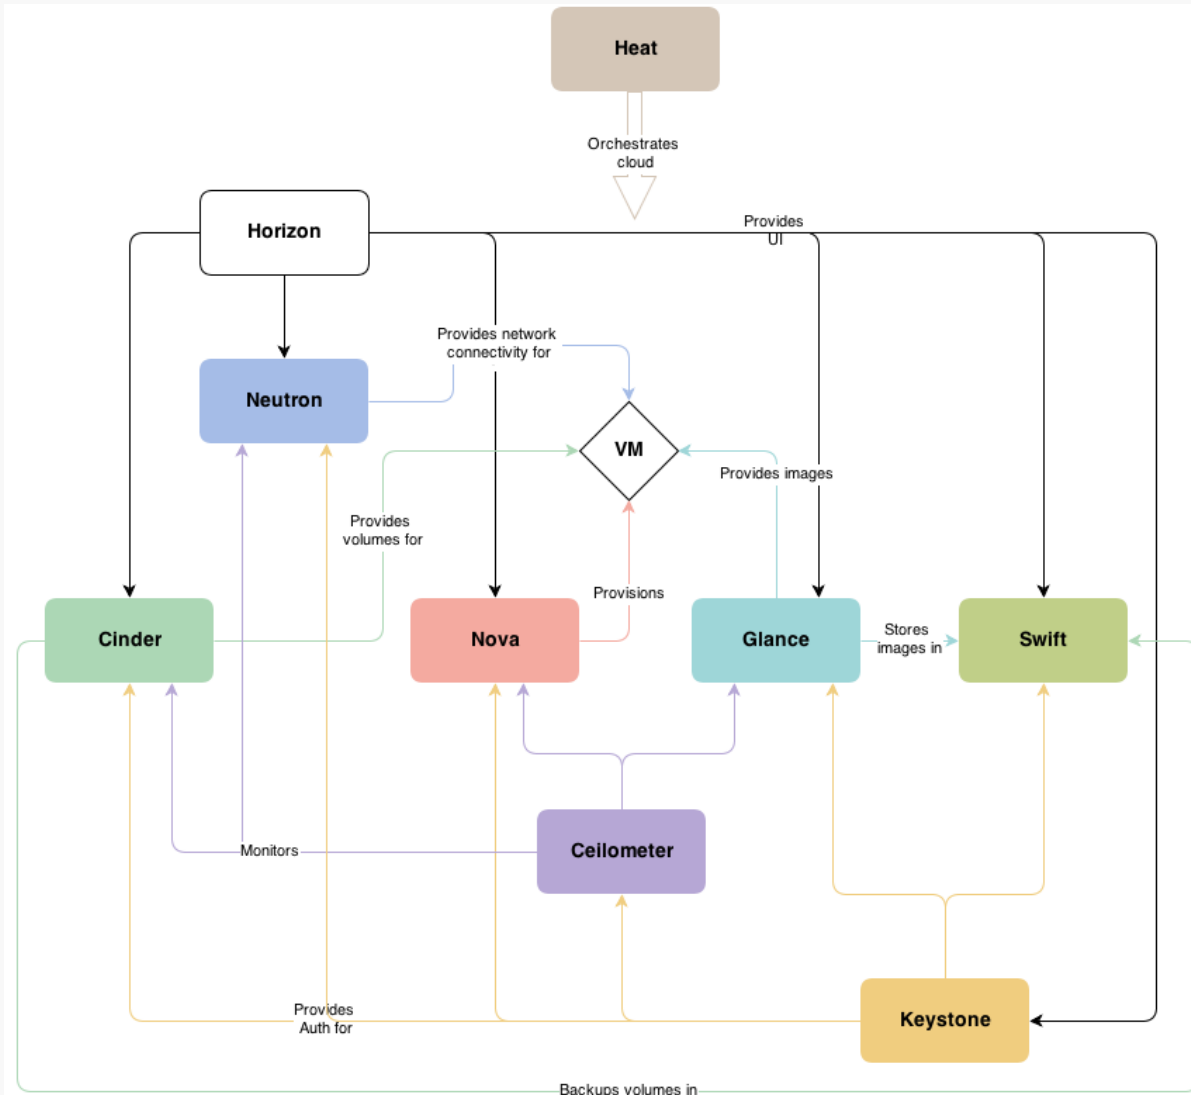 Heat
Orchestrates
cloud
Provides
UI
Horizon
Provides network
connectivity for
Neutron
VM
Provides images
Provides
volumes for
Provisions
Cinder
Nova
Glance
Stores
images in
Swift
Monitors
Ceilometer
Provides
Auth for
Keystone
Backups volumes in